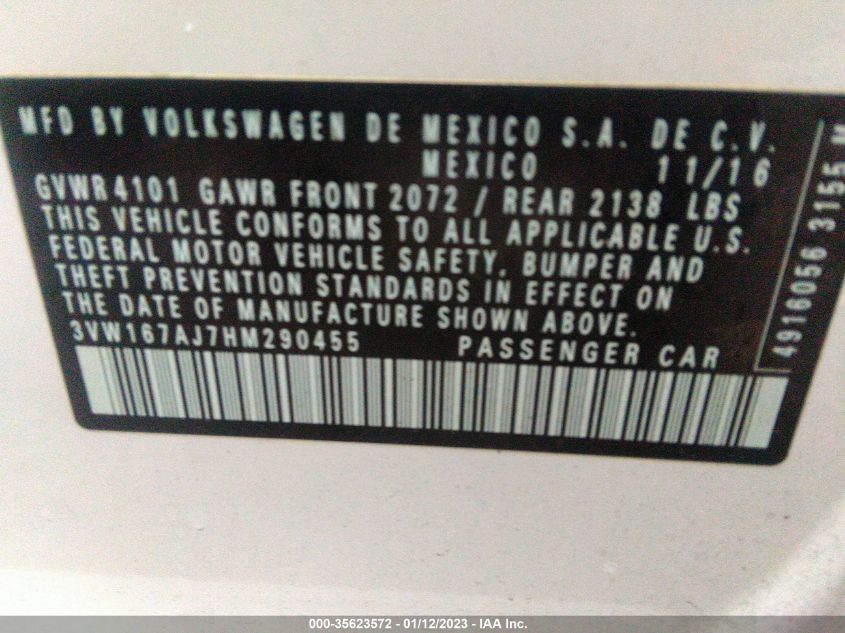 MFD BY VOLKSWAGEN DE MEXICO S.A. DE C.V.
MEXICO 11/16
GVWR 4101 GAWR FRONT 2072 / REAR 2138 LBS
THIS VEHICLE CONFORMS TO ALL APPLICABLE U.S.
FEDERAL MOTOR VEHICLE SAFETY, BUMPER AND
THEFT PREVENTION STANDARDS IN EFFECT ON
THE DATE OF MANUFACTURE SHOWN ABOVE.
3VW167AJ7HM290455 PASSENGER CAR
4916056 3155 M
000-35623572 - 01/12/2023 - IAA Inc.